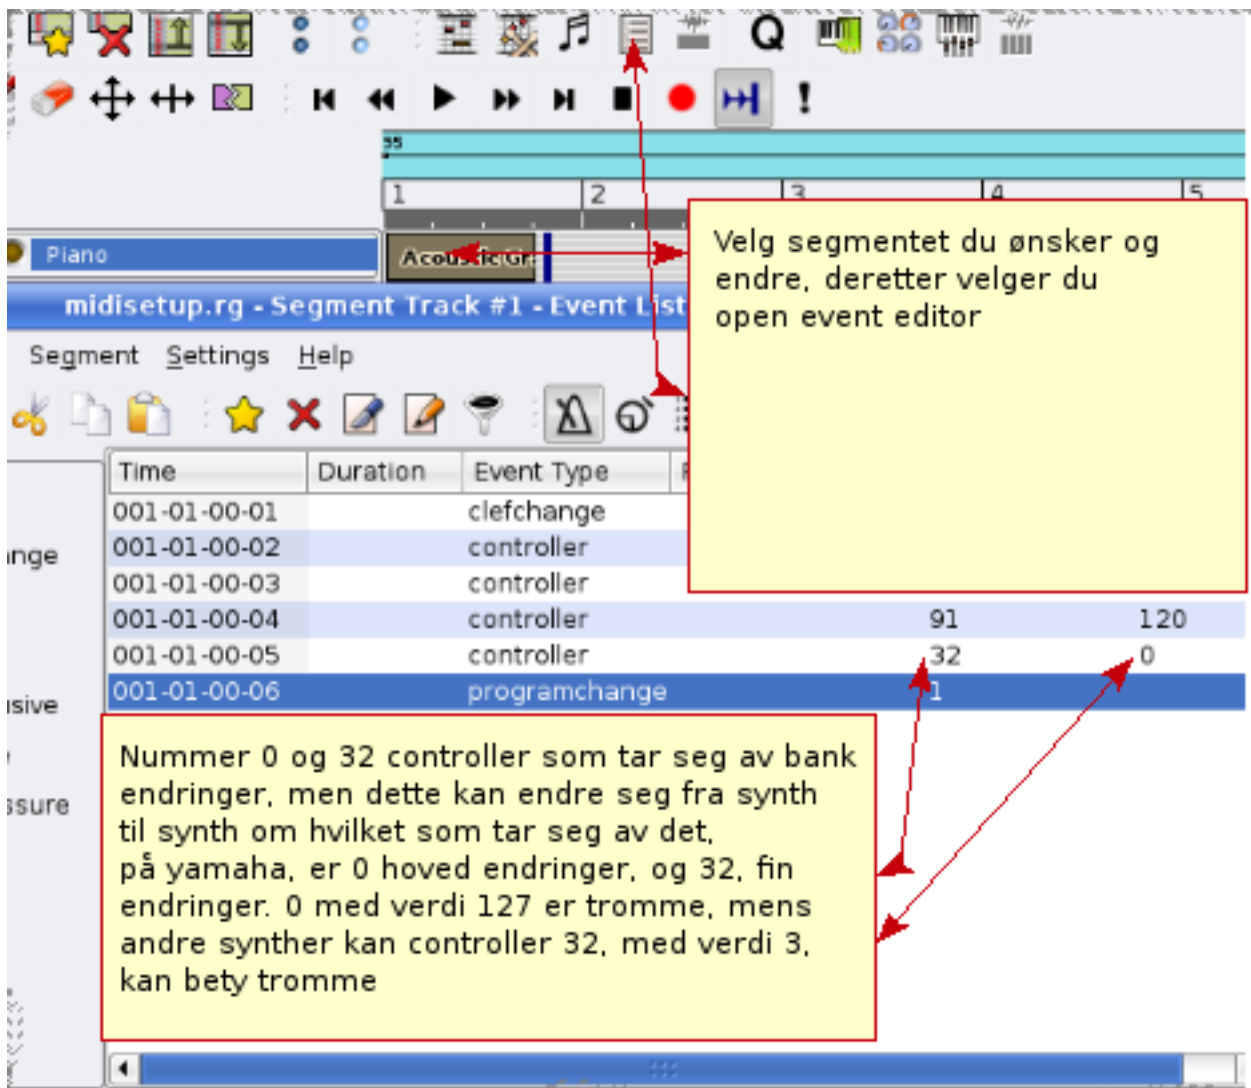 Q
!
95
1 2 3 4 5
Piano
Acoustic Gr
Velg segmentet du ønsker og
endre, deretter velger du
open event editor
midisetup.rg - Segment Track #1 - Event List
Segment Settings Help
Time Duration Event Type
001-01-00-01 clefchange
001-01-00-02 controller
001-01-00-03 controller
001-01-00-04 controller 91 120
001-01-00-05 controller 32 0
001-01-00-06 programchange 1
Nummer 0 og 32 controller som tar seg av bank
endringer, men dette kan endre seg fra synth
til synth om hvilket som tar seg av det,
på yamaha, er 0 hoved endringer, og 32, fin
endringer. 0 med verdi 127 er tromme, mens
andre synther kan controller 32, med verdi 3,
kan bety tromme